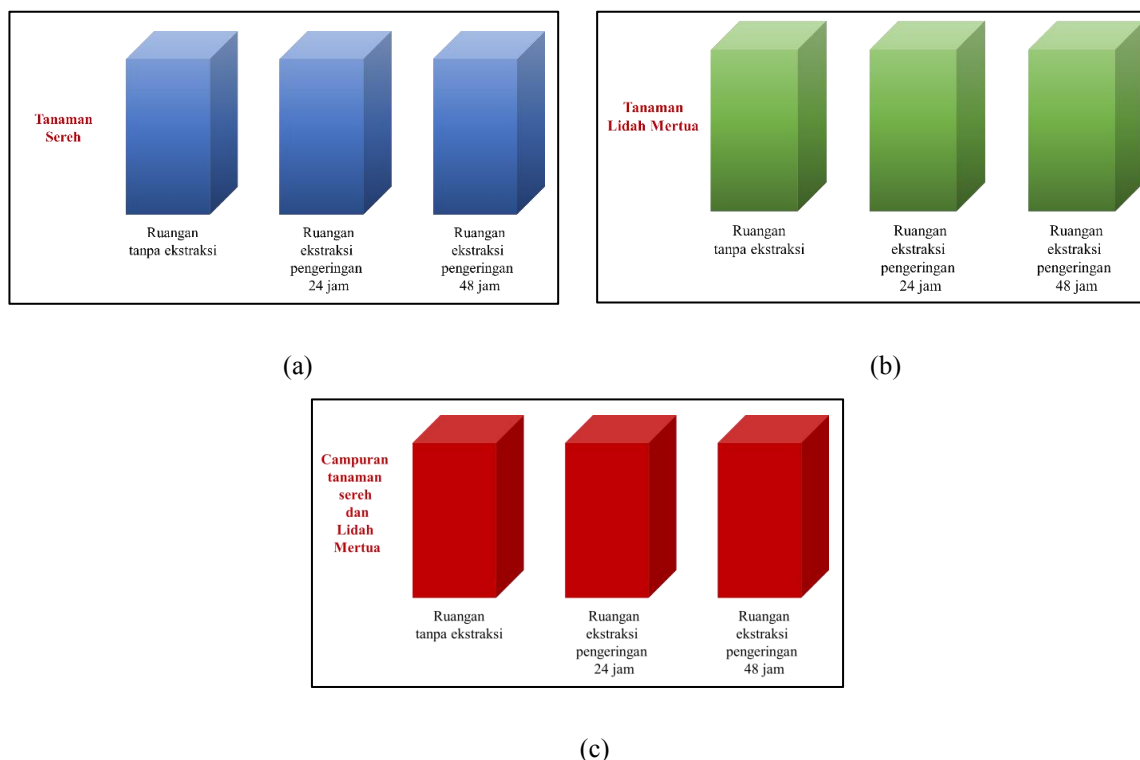 Tanaman
Sereh
Ruangan
tanpa ekstraksi
Ruangan
ekstraksi
pengeringan
24 jam
Ruangan
ekstraksi
pengeringan
48 jam
(a)
Tanaman
Lidah Mertua
Ruangan
tanpa ekstraksi
Ruangan
ekstraksi
pengeringan
24 jam
Ruangan
ekstraksi
pengeringan
48 jam
(b)
Campuran
tanaman
sereh
dan
Lidah
Mertua
Ruangan
tanpa ekstraksi
Ruangan
ekstraksi
pengeringan
24 jam
Ruangan
ekstraksi
pengeringan
48 jam
(c)